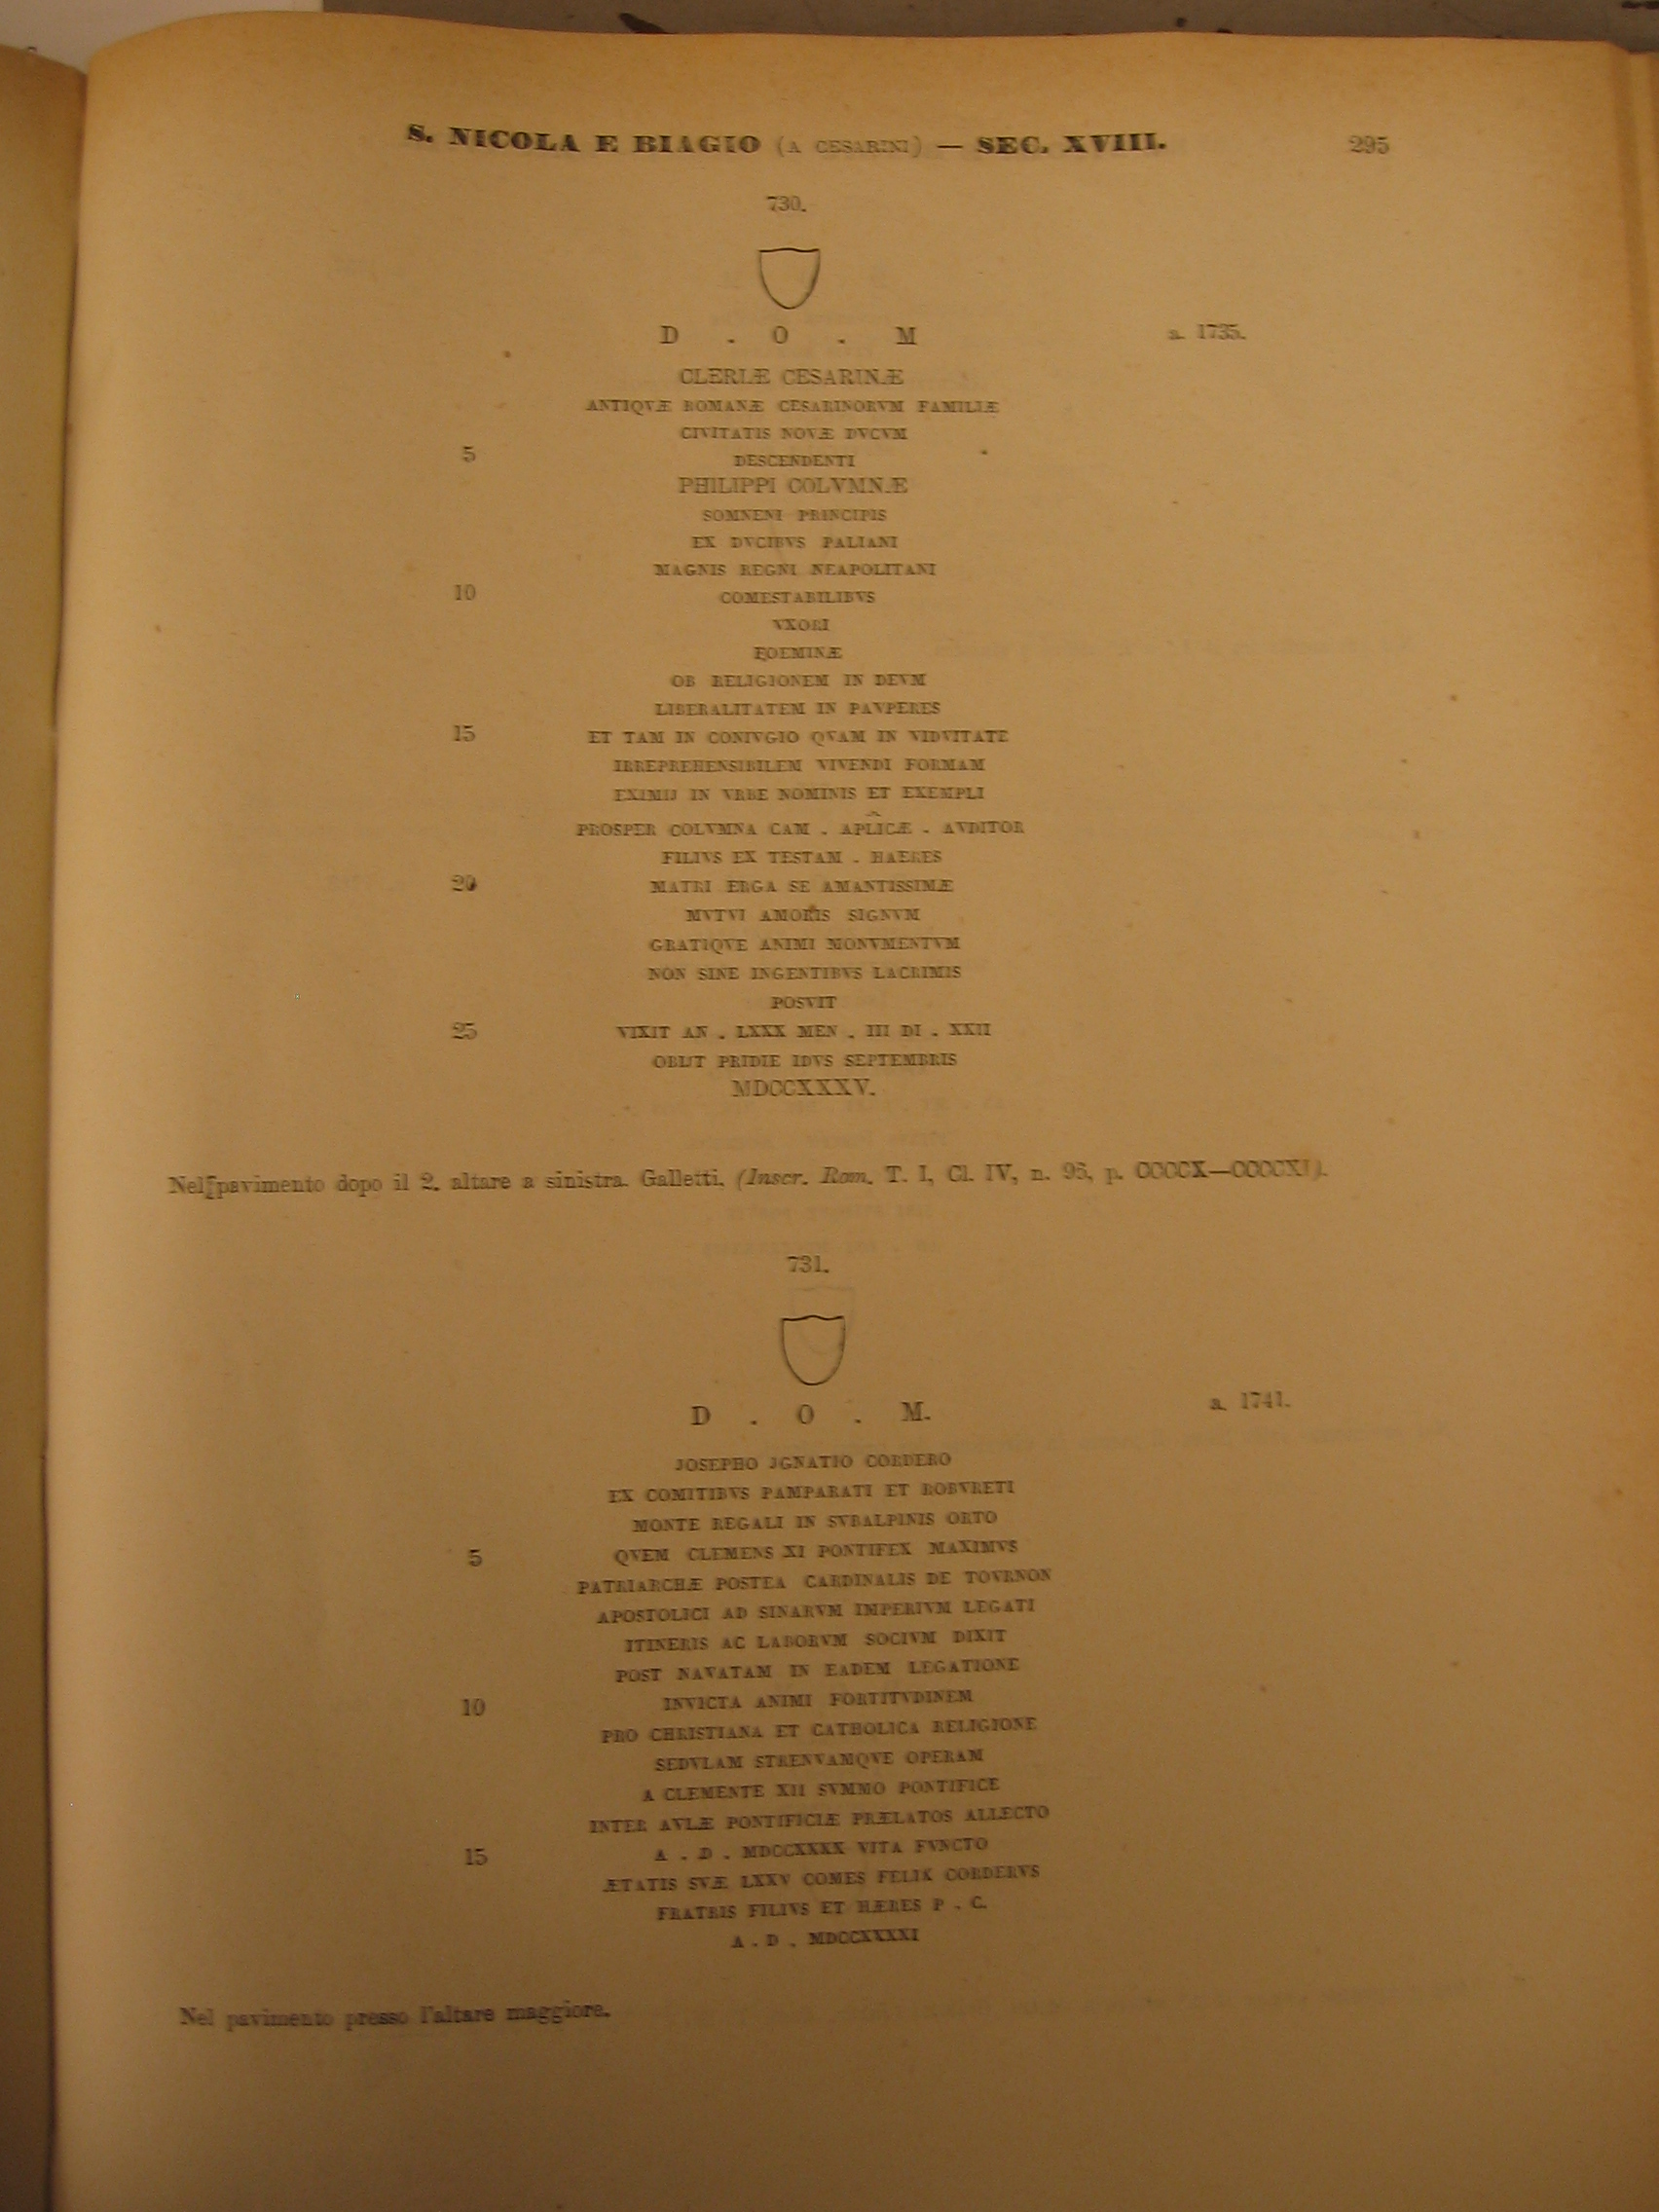 S. NICOLA E BIAGIO (A CESARINI) — SEC. XVIII. 295
730.
D . O . M a. 1735.
CLERIÆ CESARINÆ
ANTIQVÆ ROMANÆ CESARINORVM FAMILIÆ
CIVITATIS NOVÆ DVCVM
5 DESCENDENTI
PHILIPPI COLVMNÆ
SOMNENI PRINCIPIS
EX DVCIBVS PALIANI
MAGNIS REGNI NEAPOLITANI
10 COMESTABILIBVS
VXORI
FOEMINÆ
OB RELIGIONEM IN DEVM
LIBERALITATEM IN PAVPERES
15 ET TAM IN CONIVGIO QVAM IN VIDVITATE
IRREPREHENSIBILEM VIVENDI FORMAM
EXIMIJ IN VRBE NOMINIS ET EXEMPLI
PROSPER COLVMNA CAM . APLICÆ . AVDITOR
FILIVS EX TESTAM . HAERES
20 MATRI ERGA SE AMANTISSIMÆ
MVTVI AMORIS SIGNVM
GRATIQVE ANIMI MONVMENTVM
NON SINE INGENTIBVS LACRIMIS
POSVIT
25 VIXIT AN . LXXX MEN . III DI . XXII
OBIJT PRIDIE IDVS SEPTEMBRIS
MDCCXXXV.
Nel pavimento dopo il 2. altare a sinistra. Galletti. (Inscr. Rom. T. I, Cl. IV, n. 96, p. CCCCX—CCCCXI).
731.
D . O . M. a. 1741.
JOSEPHO JGNATIO CORDERO
EX COMITIBVS PAMPARATI ET ROBVRETI
MONTE REGALI IN SVBALPINIS ORTO
5 QVEM CLEMENS XI PONTIFEX MAXIMVS
PATRIARCHÆ POSTEA CARDINALIS DE TOVRNON
APOSTOLICI AD SINARVM IMPERIVM LEGATI
ITINERIS AC LABORVM SOCIVM DIXIT
POST NAVATAM IN EADEM LEGATIONE
10 INVICTA ANIMI FORTITVDINEM
PRO CHRISTIANA ET CATHOLICA RELIGIONE
SEDVLAM STRENVAMQVE OPERAM
A CLEMENTE XII SVMMO PONTIFICE
INTER AVLÆ PONTIFICIÆ PRÆLATOS ALLECTO
15 A . D . MDCCXXXX VITA FVNCTO
ÆTATIS SVÆ LXXV COMES FELIX CORDERVS
FRATRIS FILIVS ET HÆRES P . C.
A . D . MDCCXXXXI
Nel pavimento presso l'altare maggiore.